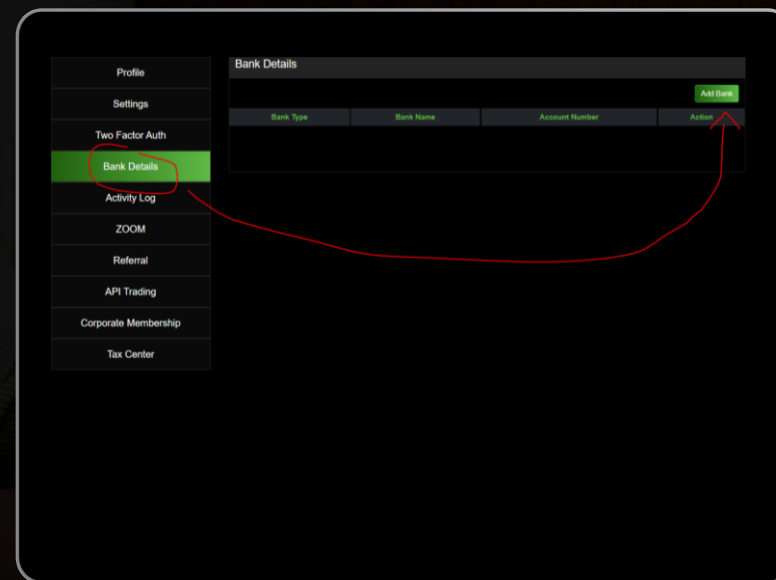 Profile
Settings
Two Factor Auth
Bank Details
Activity Log
ZOOM
Referral
API Trading
Corporate Membership
Tax Center
Bank Details
Add Bank
Bank Type Bank Name Account Number Action